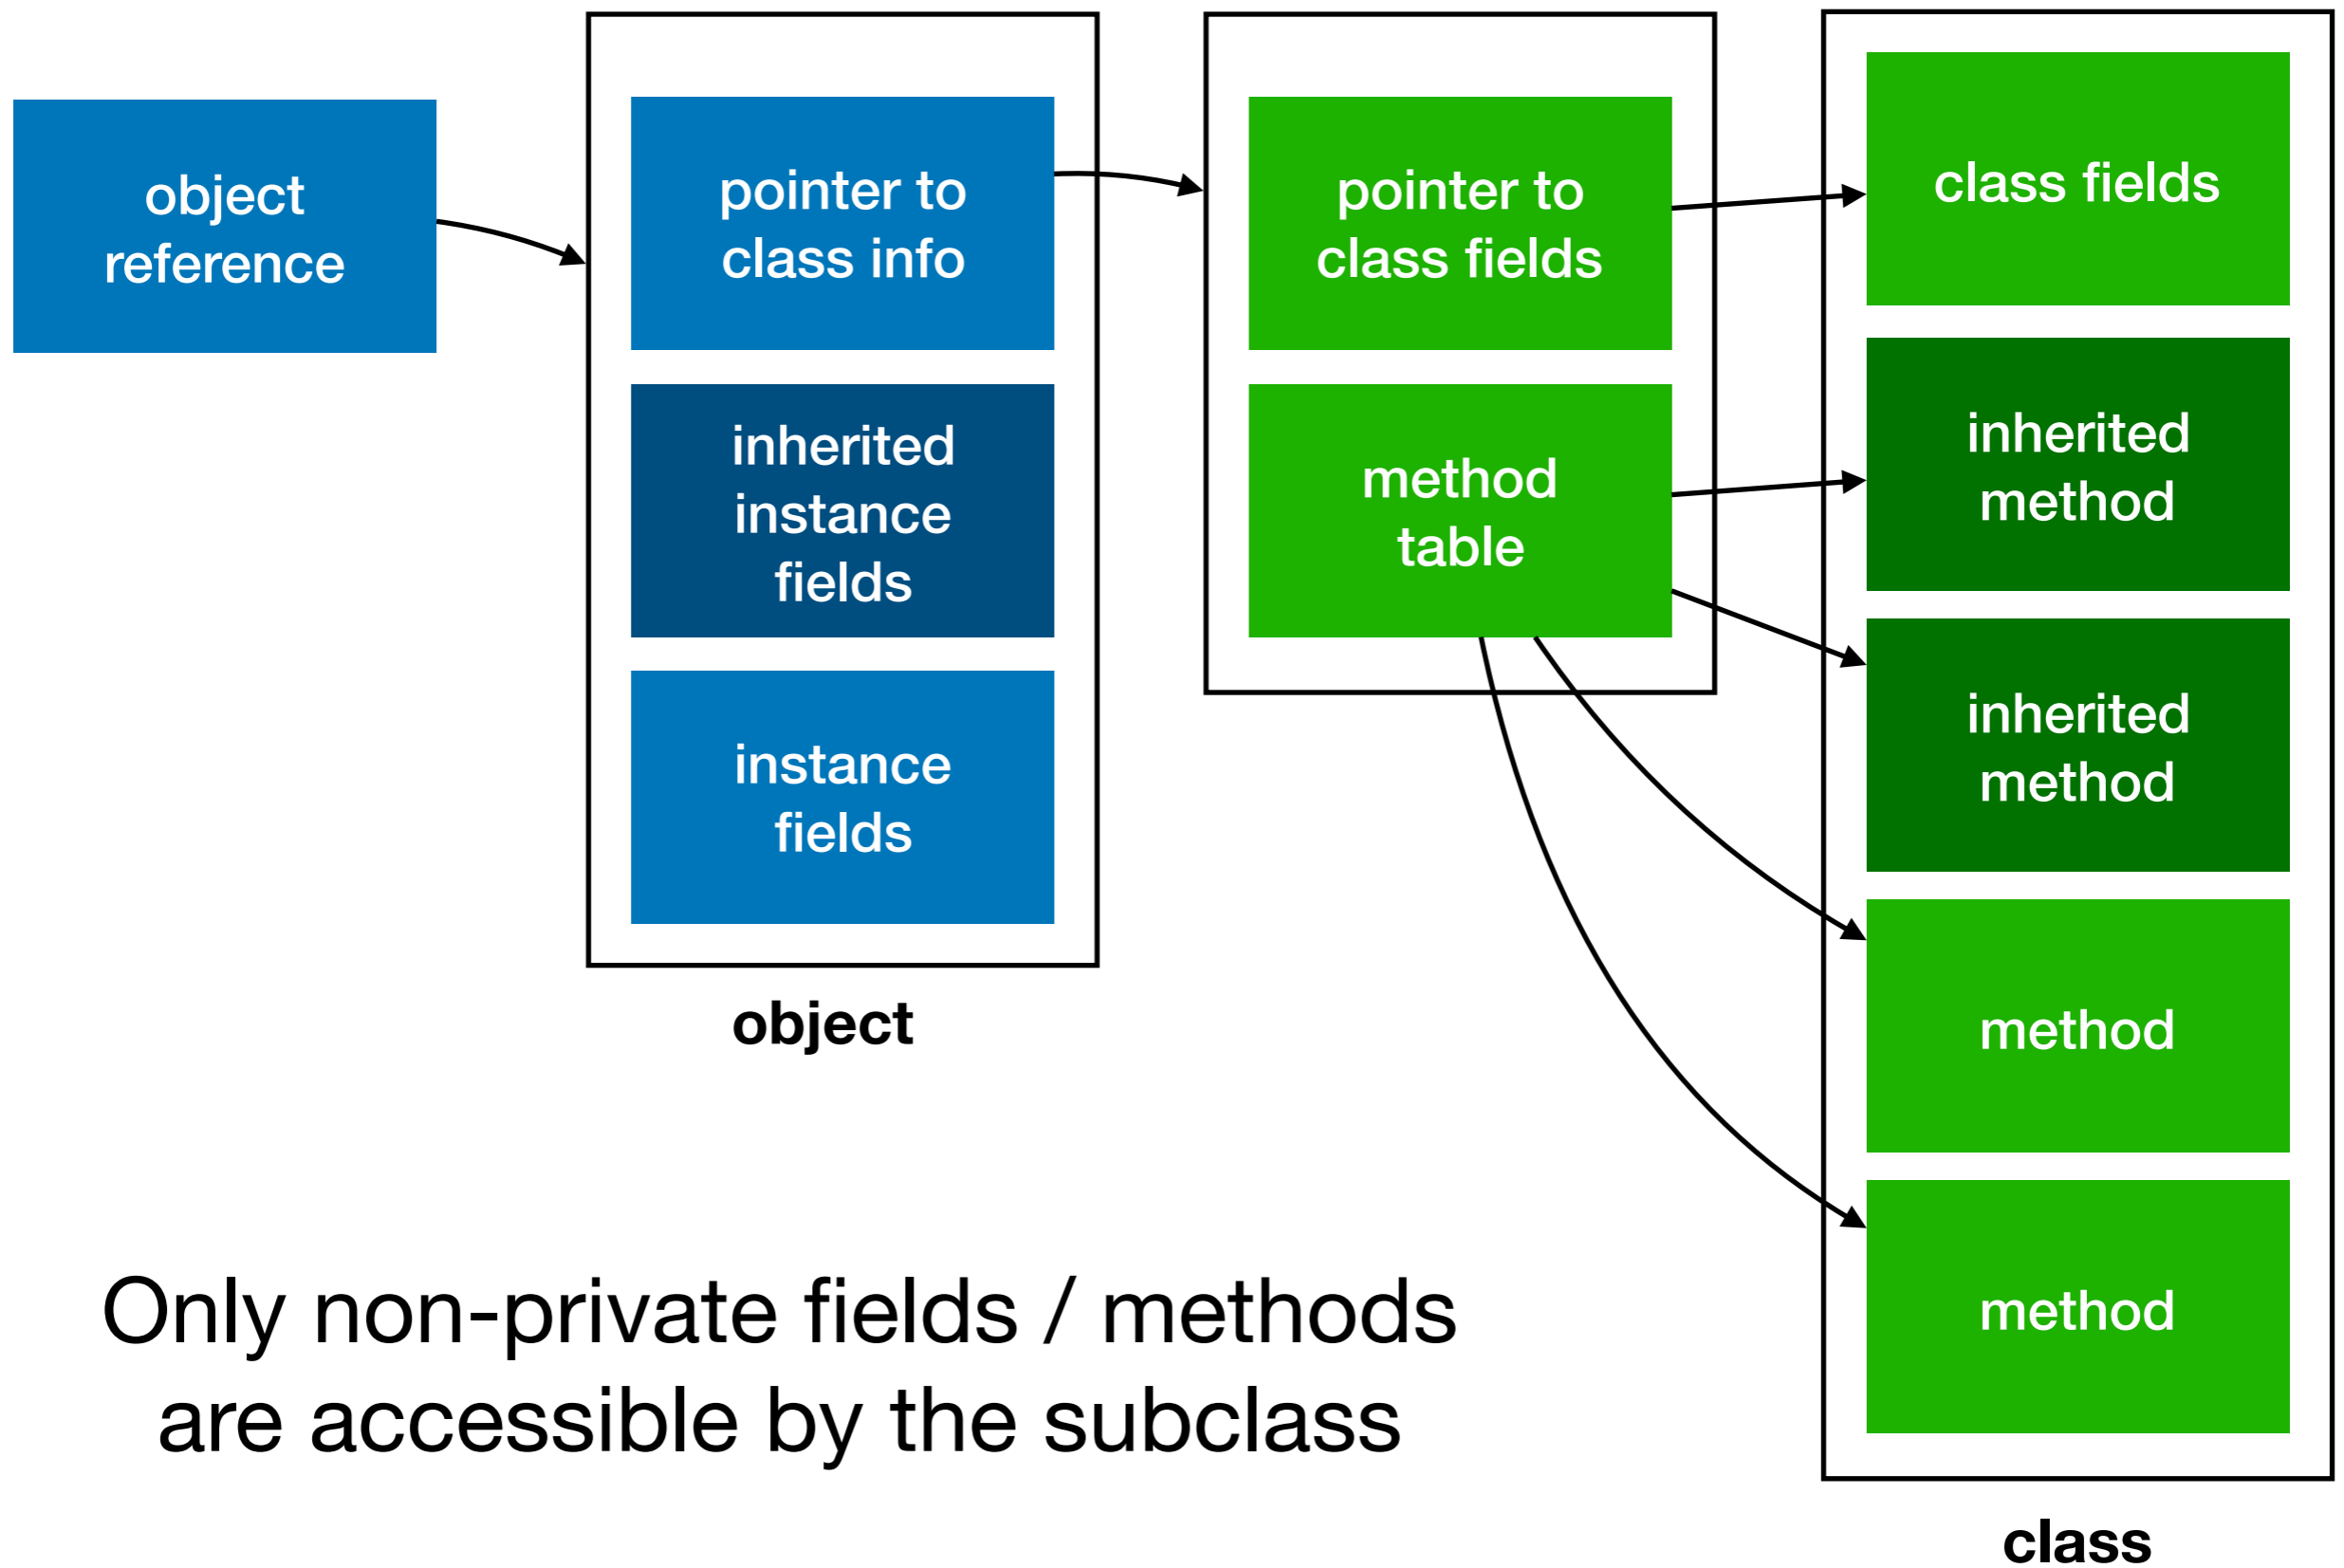 object
reference
pointer to
class info
inherited
instance
fields
instance
fields
object
pointer to
class fields
method
table
class fields
inherited
method
inherited
method
method
method
class
Only non-private fields / methods
are accessible by the subclass